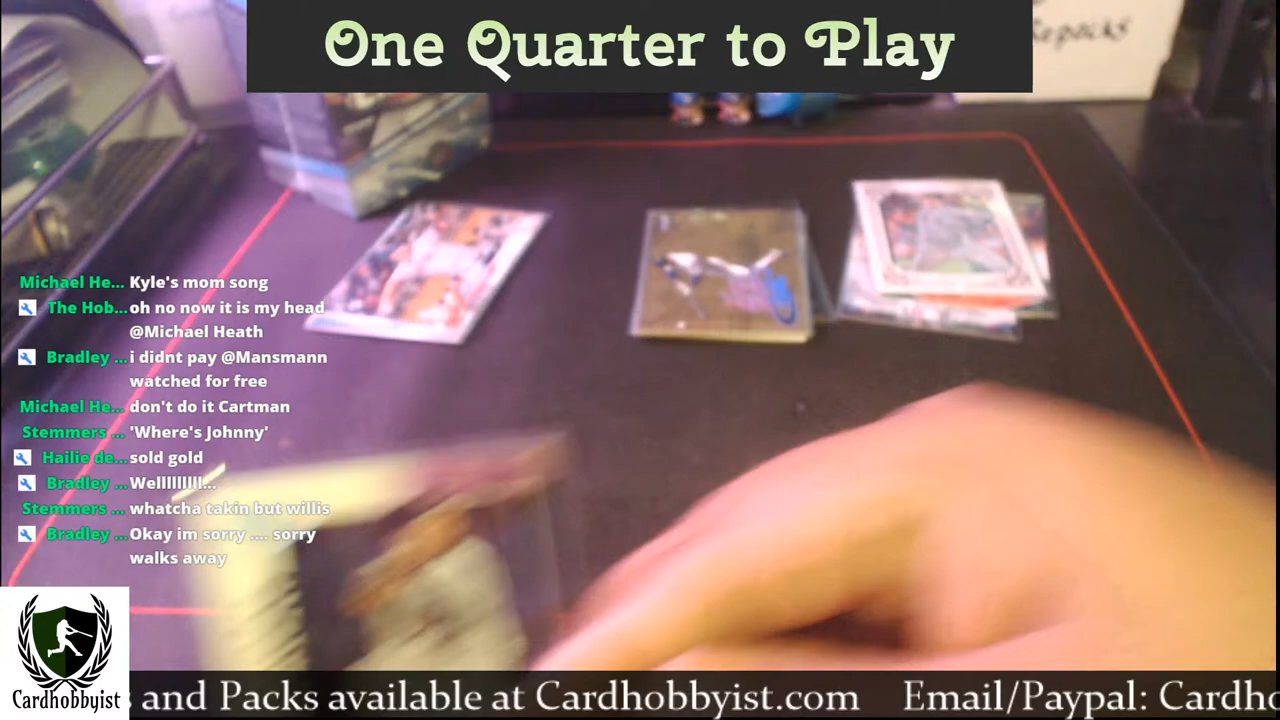 One Quarter to Play
Repacks
Michael He... Kyle's mom song
The Hob... oh no now it is my head
@Michael Heath
Bradley ... i didnt pay @Mansmann
watched for free
Michael He... don't do it Cartman
Stemmers ... 'Where's Johnny'
Hailie de... sold gold
Bradley ... Wellllllllll...
Stemmers ... whatcha takin but willis
Bradley ... Okay im sorry .... sorry
walks away
Cardhobbyist
s and Packs available at Cardhobbyist.com Email/Paypal: Cardho